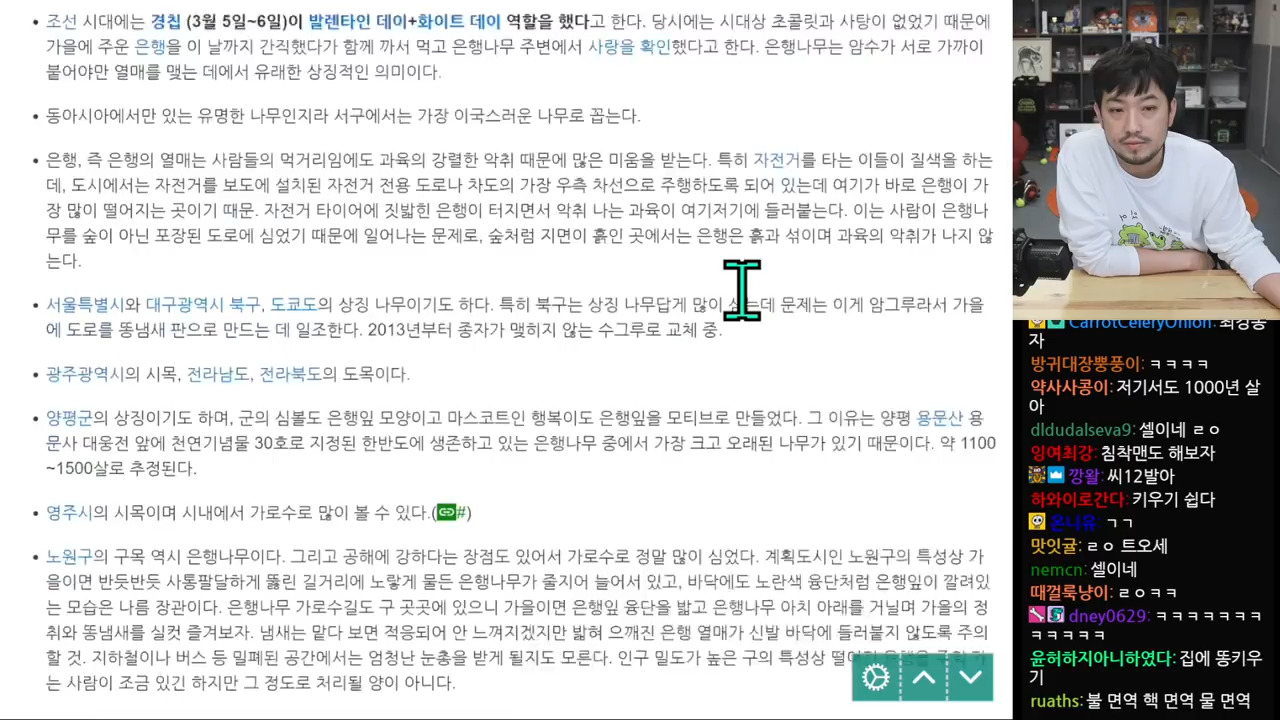 조선 시대에는 경칩 (3월 5일~6일)이 발렌타인 데이+화이트 데이 역할을 했다고 한다. 당시에는 시대상 초콜릿과 사탕이 없었기 때문에
가을에 주운 은행을 이 날까지 간직했다가 함께 까서 먹고 은행나무 주변에서 사랑을 확인했다고 한다. 은행나무는 암수가 서로 가까이
붙어야만 열매를 맺는 데에서 유래한 상징적인 의미이다.
동아시아에서만 있는 유명한 나무인지라 서구에서는 가장 이국스러운 나무로 꼽는다.
은행, 즉 은행의 열매는 사람들의 먹거리임에도 과육의 강렬한 악취 때문에 많은 미움을 받는다. 특히 자전거를 타는 이들이 질색을 하는
데, 도시에서는 자전거를 보도에 설치된 자전거 전용 도로나 차도의 가장 우측 차선으로 주행하도록 되어 있는데 여기가 바로 은행이 가
장 많이 떨어지는 곳이기 때문. 자전거 타이어에 짓밟힌 은행이 터지면서 악취 나는 과육이 여기저기에 들러붙는다. 이는 사람이 은행나
무를 숲이 아닌 포장된 도로에 심었기 때문에 일어나는 문제로, 숲처럼 지면이 흙인 곳에서는 은행은 흙과 섞이며 과육의 악취가 나지 않
는다.
서울특별시와 대구광역시 북구, 도쿄도의 상징 나무이기도 하다. 특히 북구는 상징 나무답게 많이 심는데 문제는 이게 암그루라서 가을
에 도로를 똥냄새 판으로 만드는 데 일조한다. 2013년부터 종자가 맺히지 않는 수그루로 교체 중.
광주광역시의 시목, 전라남도, 전라북도의 도목이다.
양평군의 상징이기도 하며, 군의 심볼도 은행잎 모양이고 마스코트인 행복이도 은행잎을 모티브로 만들었다. 그 이유는 양평 용문산 용
문사 대웅전 앞에 천연기념물 30호로 지정된 한반도에 생존하고 있는 은행나무 중에서 가장 크고 오래된 나무가 있기 때문이다. 약 1100
~1500살로 추정된다.
영주시의 시목이며 시내에서 가로수로 많이 볼 수 있다.(#)
노원구의 구목 역시 은행나무이다. 그리고 공해에 강하다는 장점도 있어서 가로수로 정말 많이 심었다. 계획도시인 노원구의 특성상 가
을이면 반듯반듯 사통팔달하게 뚫린 길거리에 노랗게 물든 은행나무가 줄지어 늘어서 있고, 바닥에도 노란색 융단처럼 은행잎이 깔려있
는 모습은 나름 장관이다. 은행나무 가로수길도 구 곳곳에 있으니 가을이면 은행잎 융단을 밟고 은행나무 아치 아래를 거닐며 가을의 정
취와 똥냄새를 실컷 즐겨보자. 냄새는 맡다 보면 적응되어 안 느껴지겠지만 밟혀 으깨진 은행 열매가 신발 바닥에 들러붙지 않도록 주의
할 것. 지하철이나 버스 등 밀폐된 공간에서는 엄청난 눈총을 받게 될지도 모른다. 인구 밀도가 높은 구의 특성상
는 사람이 조금 있긴 하지만 그 정도로 처리될 양이 아니다.
CarrotCeleryOnion: 최강동
자
방귀대장뿡풍이: ㅋㅋㅋㅋ
약사사콩이: 저기서도 1000년 살
아
dldudalseva9: 셀이네 ㄹㅇ
잉여최강: 침착맨도 해보자
깡왈: 씨12발아
하와이로간다: 키우기 쉽다
온니유: ㄱㄱ
맛잇귤: ㄹㅇ 트오세
nemcn: 셀이네
때껄룩냥이: ㄹㅇㅋㅋ
dney0629: ㅋㅋㅋㅋㅋㅋㅋ
ㅋㅋㅋㅋㅋ
윤허하지아니하였다: 집에 똥키우
기
ruaths: 불 면역 핵 면역 물 면역